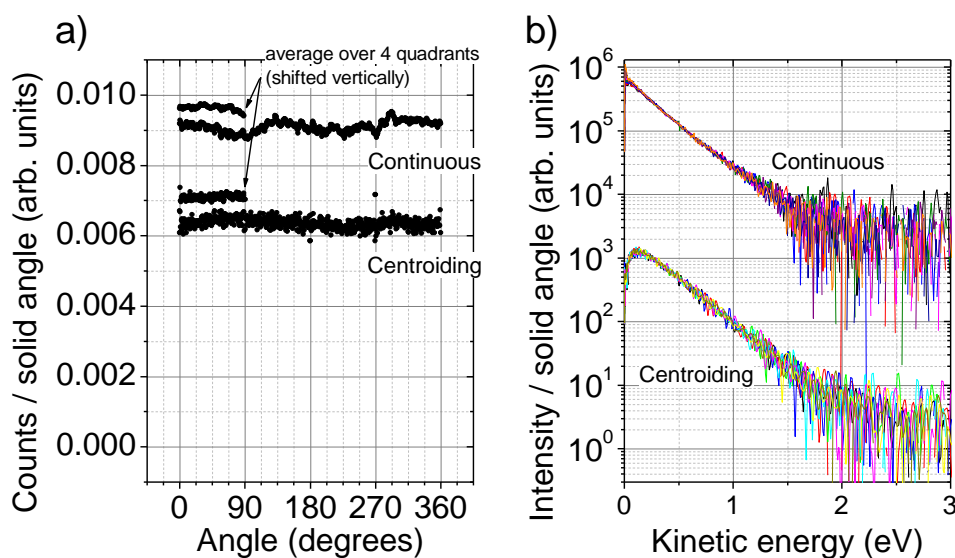 a)
average over 4 quadrants
(shifted vertically)
Counts / solid angle (arb. units)
0.010
0.008
0.006
0.004
0.002
0.000
Continuous
Centroiding
0 90 180 270 360
Angle (degrees)
b)
Intensity / solid angle (arb. units)
10^6
10^5
10^4
10^3
10^2
10^1
10^0
Continuous
Centroiding
0 1 2 3
Kinetic energy (eV)